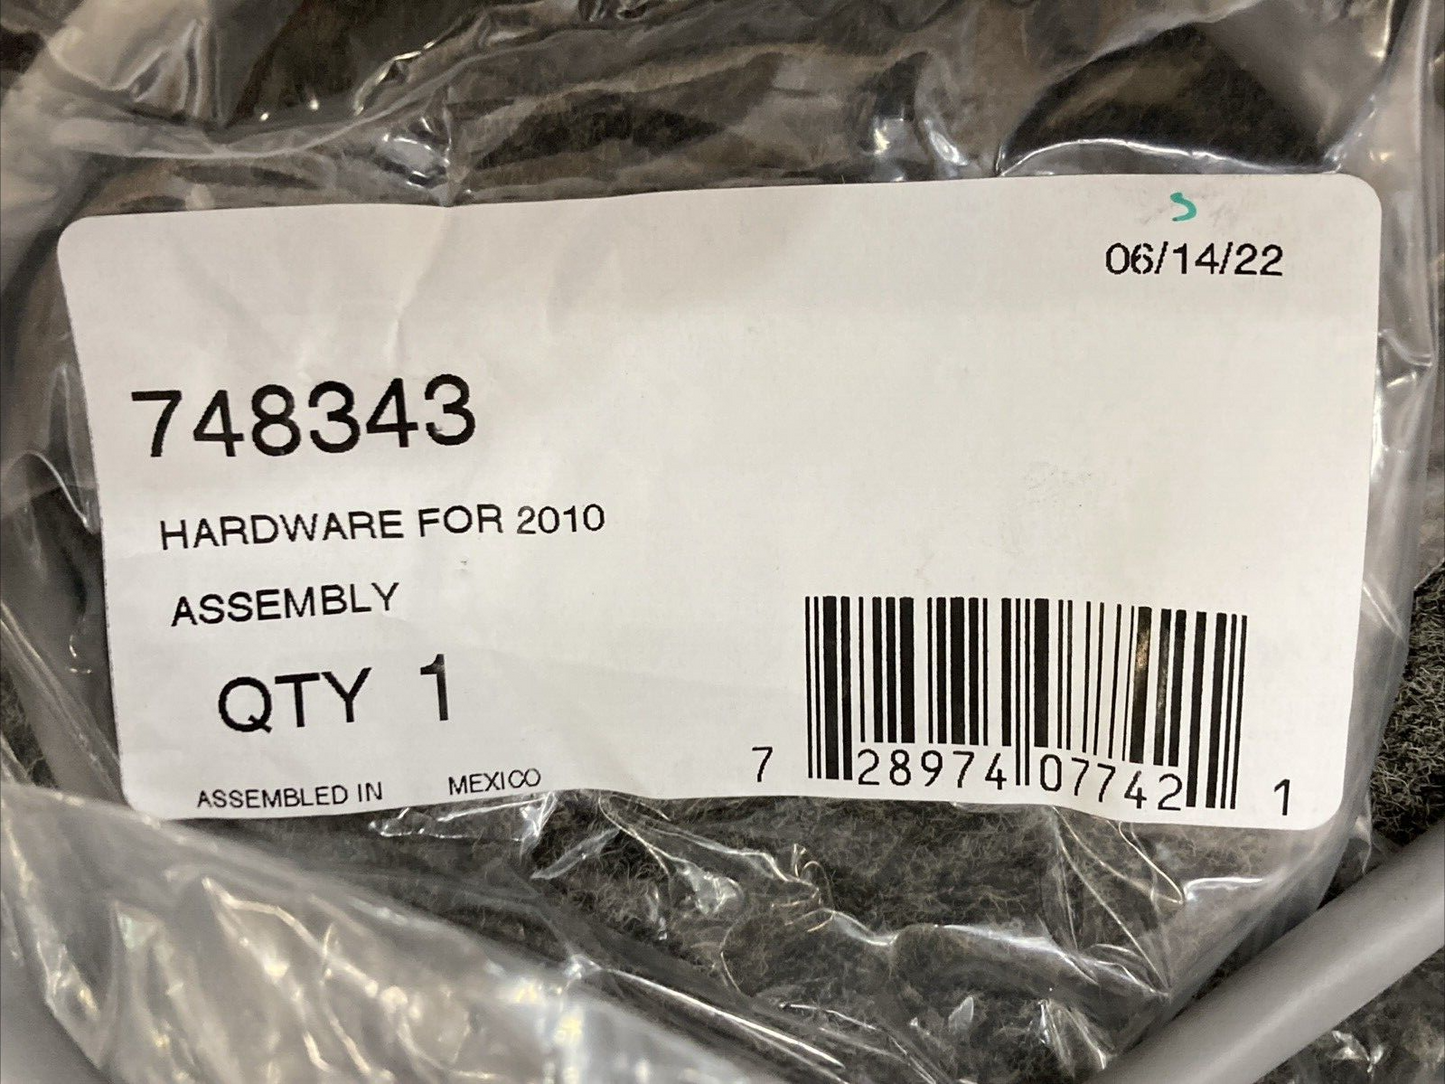 S
06/14/22
748343
HARDWARE FOR 2010
ASSEMBLY
QTY 1
ASSEMBLED IN MEXICO
7 28974 07742 1